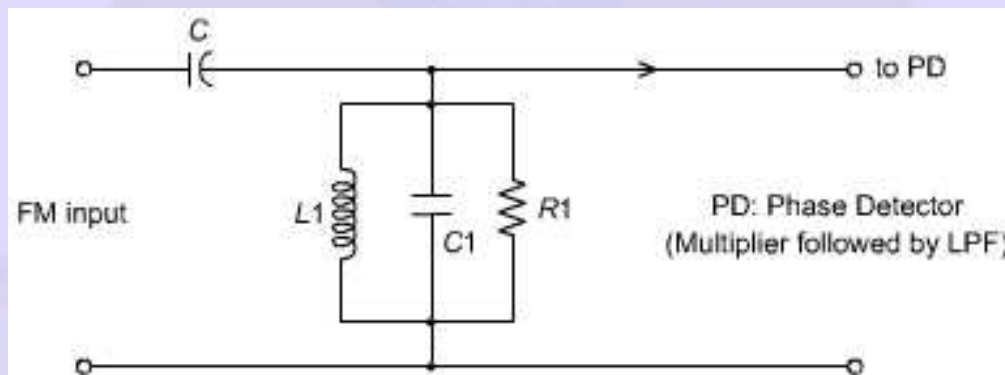 C
to PD
FM input
L1
C1
R1
PD: Phase Detector
(Multiplier followed by LPF)